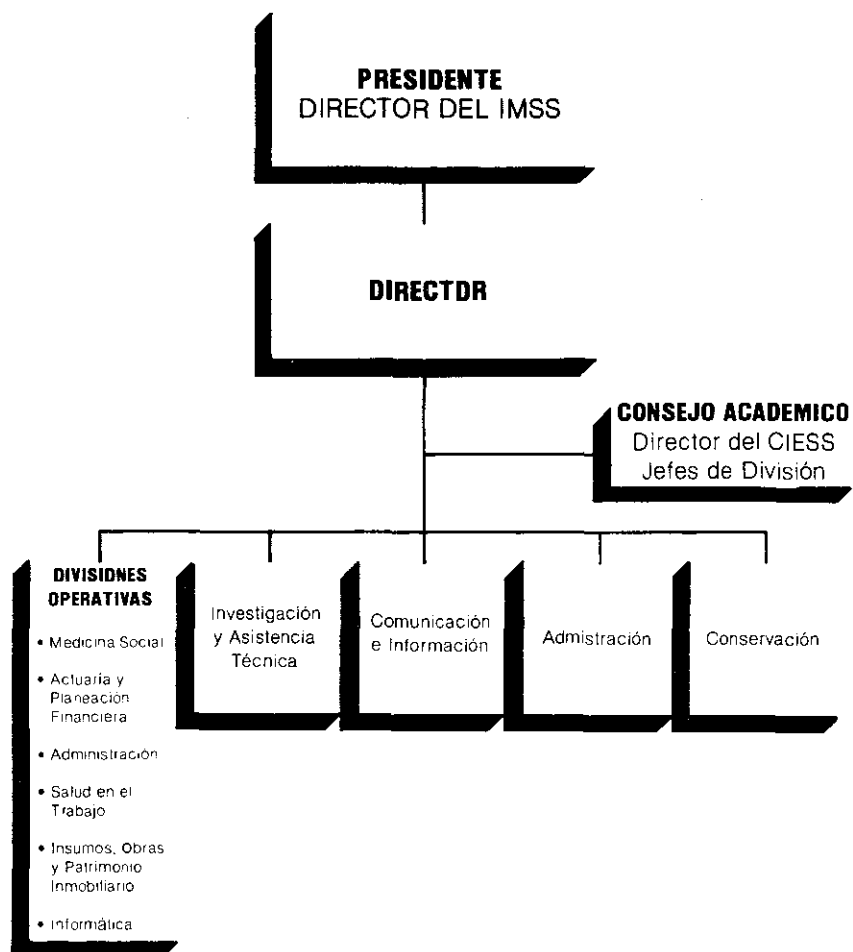 PRESIDENTE
DIRECTOR DEL IMSS
DIRECTDR
CONSEJO ACADEMICO
Director del CIESS
Jefes de División
DIVISIDNES
OPERATIVAS
• Medicina Social
• Actuaría y
Planeación
Financiera
• Administración
• Salud en el
Trabajo
• Insumos, Obras
y Patrimonio
Inmobiliario
• Informática
Investigación
y Asistencia
Técnica
Comunicación
e Información
Admistración
Conservación